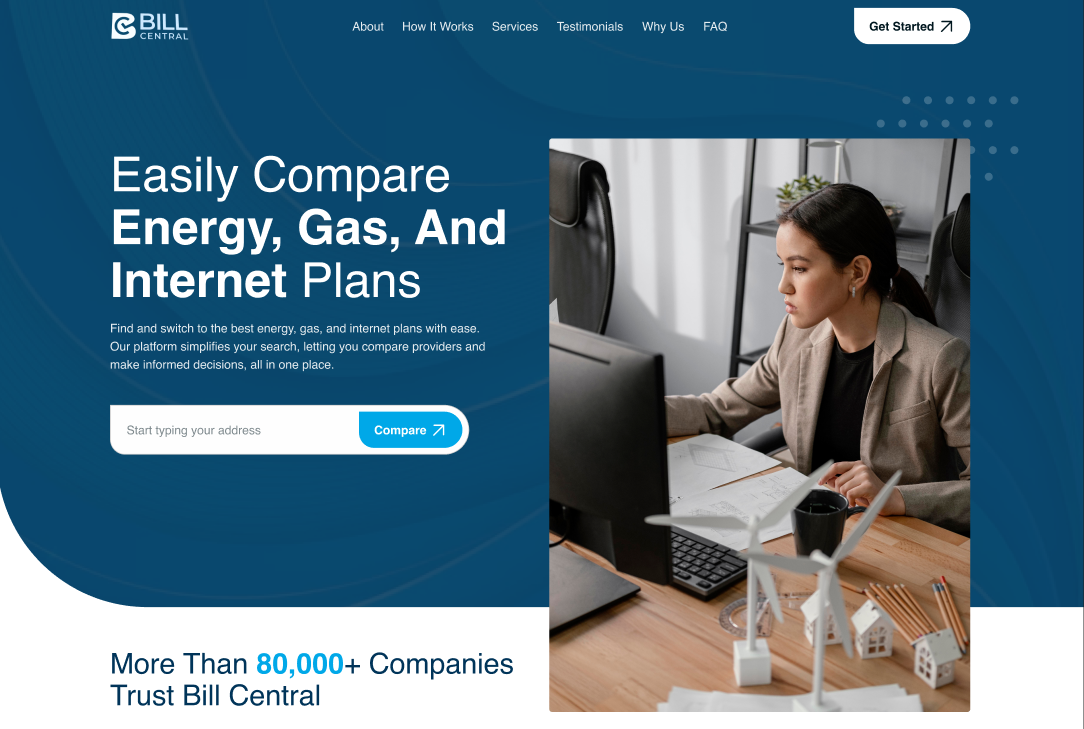 BILL
CENTRAL
About
How It Works
Services
Testimonials
Why Us
FAQ
Get Started
Easily Compare
Energy, Gas, And
Internet Plans
Find and switch to the best energy, gas, and internet plans with ease.
Our platform simplifies your search, letting you compare providers and
make informed decisions, all in one place.
Start typing your address
Compare
More Than 80,000+ Companies
Trust Bill Central